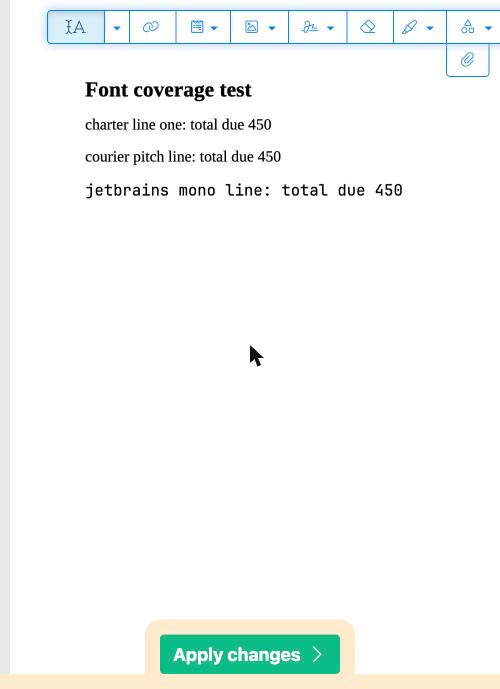 Font coverage test
charter line one: total due 450
courier pitch line: total due 450
jetbrains mono line: total due 450
Apply changes